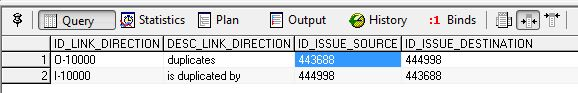 Query Statistics Plan Output History :1 Binds
ID_LINK_DIRECTION DESC_LINK_DIRECTION ID_ISSUE_SOURCE ID_ISSUE_DESTINATION
1 O-10000 duplicates 443688 444998
2 I-10000 is duplicated by 444998 443688